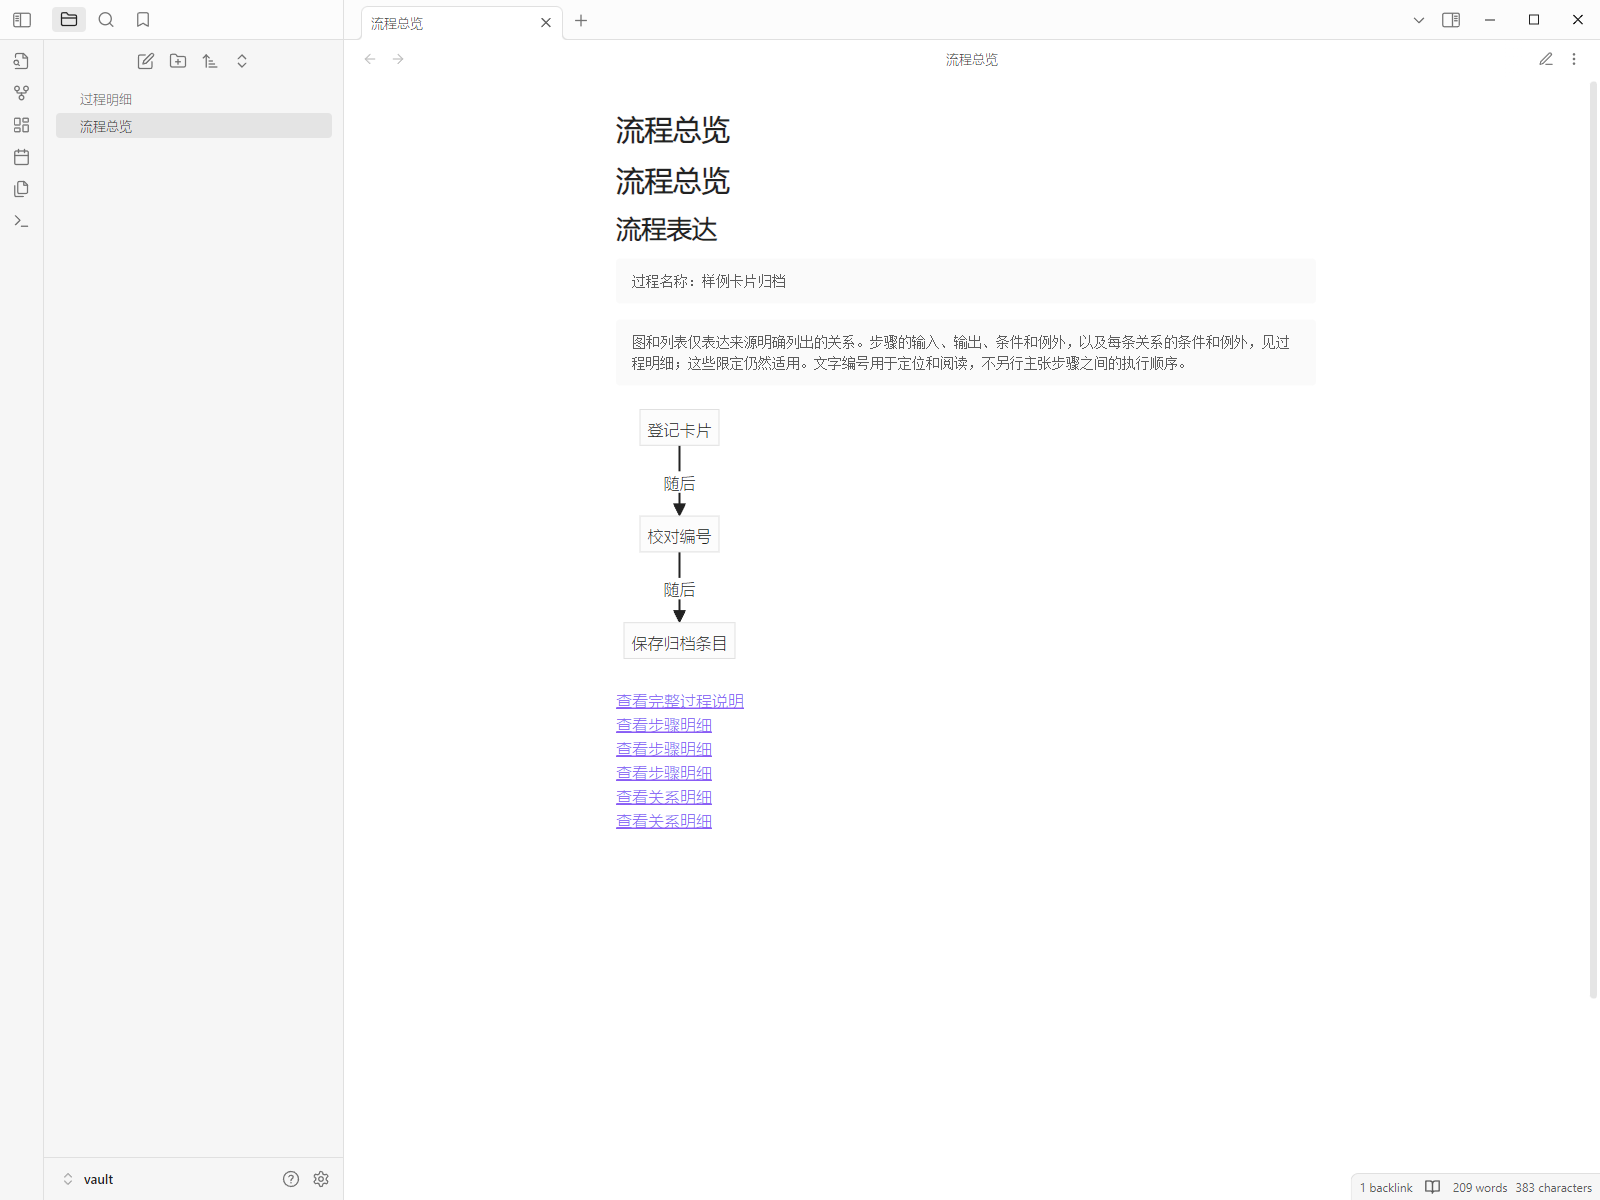 流程总览
流程总览
过程明细
流程总览
流程总览
流程总览
流程表达
过程名称：样例卡片归档
图和列表仅表达来源明确列出的关系。步骤的输入、输出、条件和例外，以及每条关系的条件和例外，见过
程明细；这些限定仍然适用。文字编号用于定位和阅读，不另行主张步骤之间的执行顺序。
登记卡片
随后
校对编号
随后
保存归档条目
查看完整过程说明
查看步骤明细
查看步骤明细
查看步骤明细
查看关系明细
查看关系明细
vault
1 backlink 209 words 383 characters